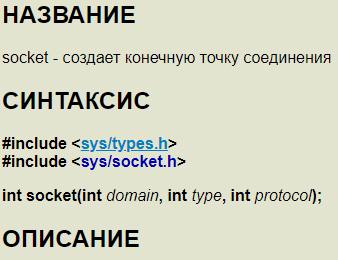 НАЗВАНИЕ
socket - создает конечную точку соединения
СИНТАКСИС
#include <sys/types.h>
#include <sys/socket.h>
int socket(int domain, int type, int protocol);
ОПИСАНИЕ